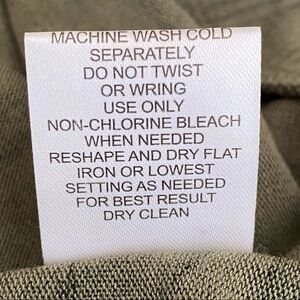 MACHINE WASH COLD
SEPARATELY
DO NOT TWIST
OR WRING
USE ONLY
NON-CHLORINE BLEACH
WHEN NEEDED
RESHAPE AND DRY FLAT
IRON OR LOWEST
SETTING AS NEEDED
FOR BEST RESULT
DRY CLEAN